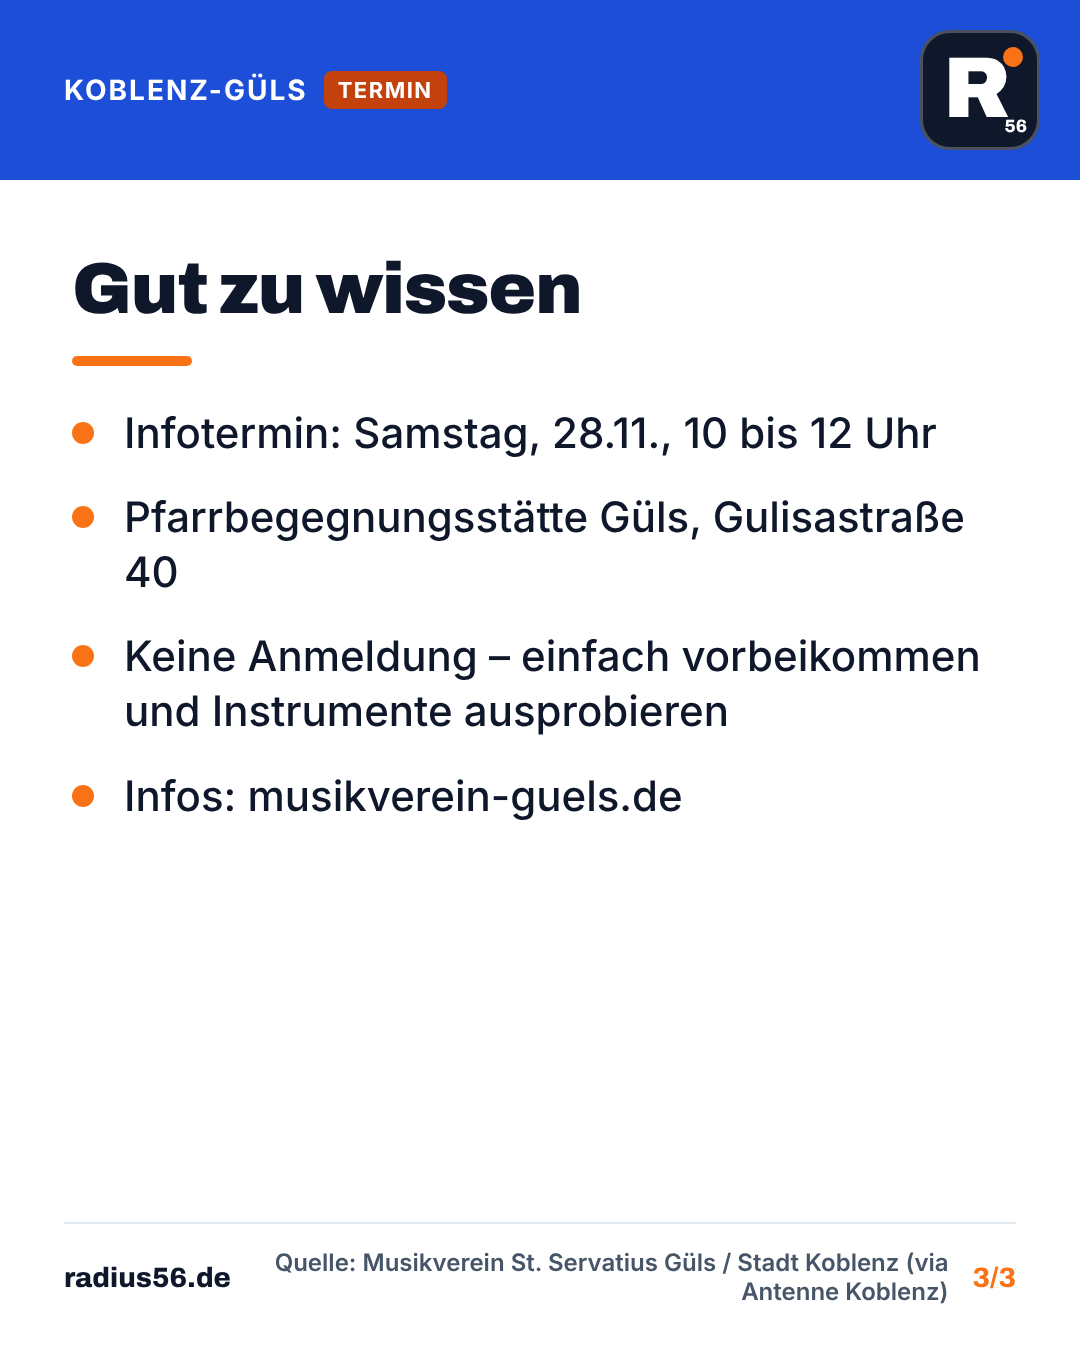 KOBLENZ-GÜLS TERMIN
R
56
Gut zu wissen
Infotermin: Samstag, 28.11., 10 bis 12 Uhr
Pfarrbegegnungsstätte Güls, Gulisastraße
40
Keine Anmeldung – einfach vorbeikommen
und Instrumente ausprobieren
Infos: musikverein-guels.de
radius56.de
Quelle: Musikverein St. Servatius Güls / Stadt Koblenz (via
Antenne Koblenz)
3/3